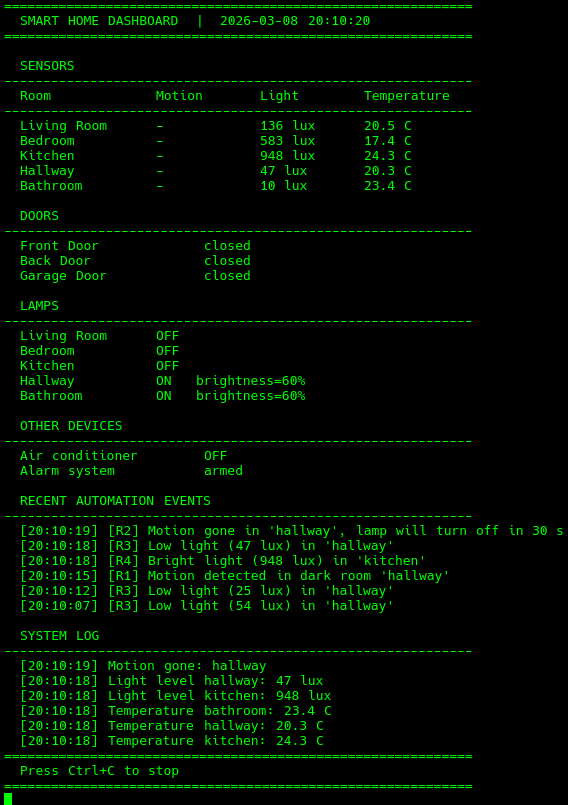 ============================================================
SMART HOME DASHBOARD  |  2026-03-08 20:10:20
============================================================
SENSORS
------------------------------------------------------------
Room             Motion       Light        Temperature
------------------------------------------------------------
Living Room      -            136 lux      20.5 C
Bedroom          -            583 lux      17.4 C
Kitchen          -            948 lux      24.3 C
Hallway          -            47 lux       20.3 C
Bathroom         -            10 lux       23.4 C
DOORS
------------------------------------------------------------
Front Door             closed
Back Door              closed
Garage Door            closed
LAMPS
------------------------------------------------------------
Living Room      OFF
Bedroom          OFF
Kitchen          OFF
Hallway          ON   brightness=60%
Bathroom         ON   brightness=60%
OTHER DEVICES
------------------------------------------------------------
Air conditioner        OFF
Alarm system           armed
RECENT AUTOMATION EVENTS
------------------------------------------------------------
[20:10:19] [R2] Motion gone in 'hallway', lamp will turn off in 30 s
[20:10:18] [R3] Low light (47 lux) in 'hallway'
[20:10:18] [R4] Bright light (948 lux) in 'kitchen'
[20:10:15] [R1] Motion detected in dark room 'hallway'
[20:10:12] [R3] Low light (25 lux) in 'hallway'
[20:10:07] [R3] Low light (54 lux) in 'hallway'
SYSTEM LOG
------------------------------------------------------------
[20:10:19] Motion gone: hallway
[20:10:18] Light level hallway: 47 lux
[20:10:18] Light level kitchen: 948 lux
[20:10:18] Temperature bathroom: 23.4 C
[20:10:18] Temperature hallway: 20.3 C
[20:10:18] Temperature kitchen: 24.3 C
============================================================
Press Ctrl+C to stop
============================================================